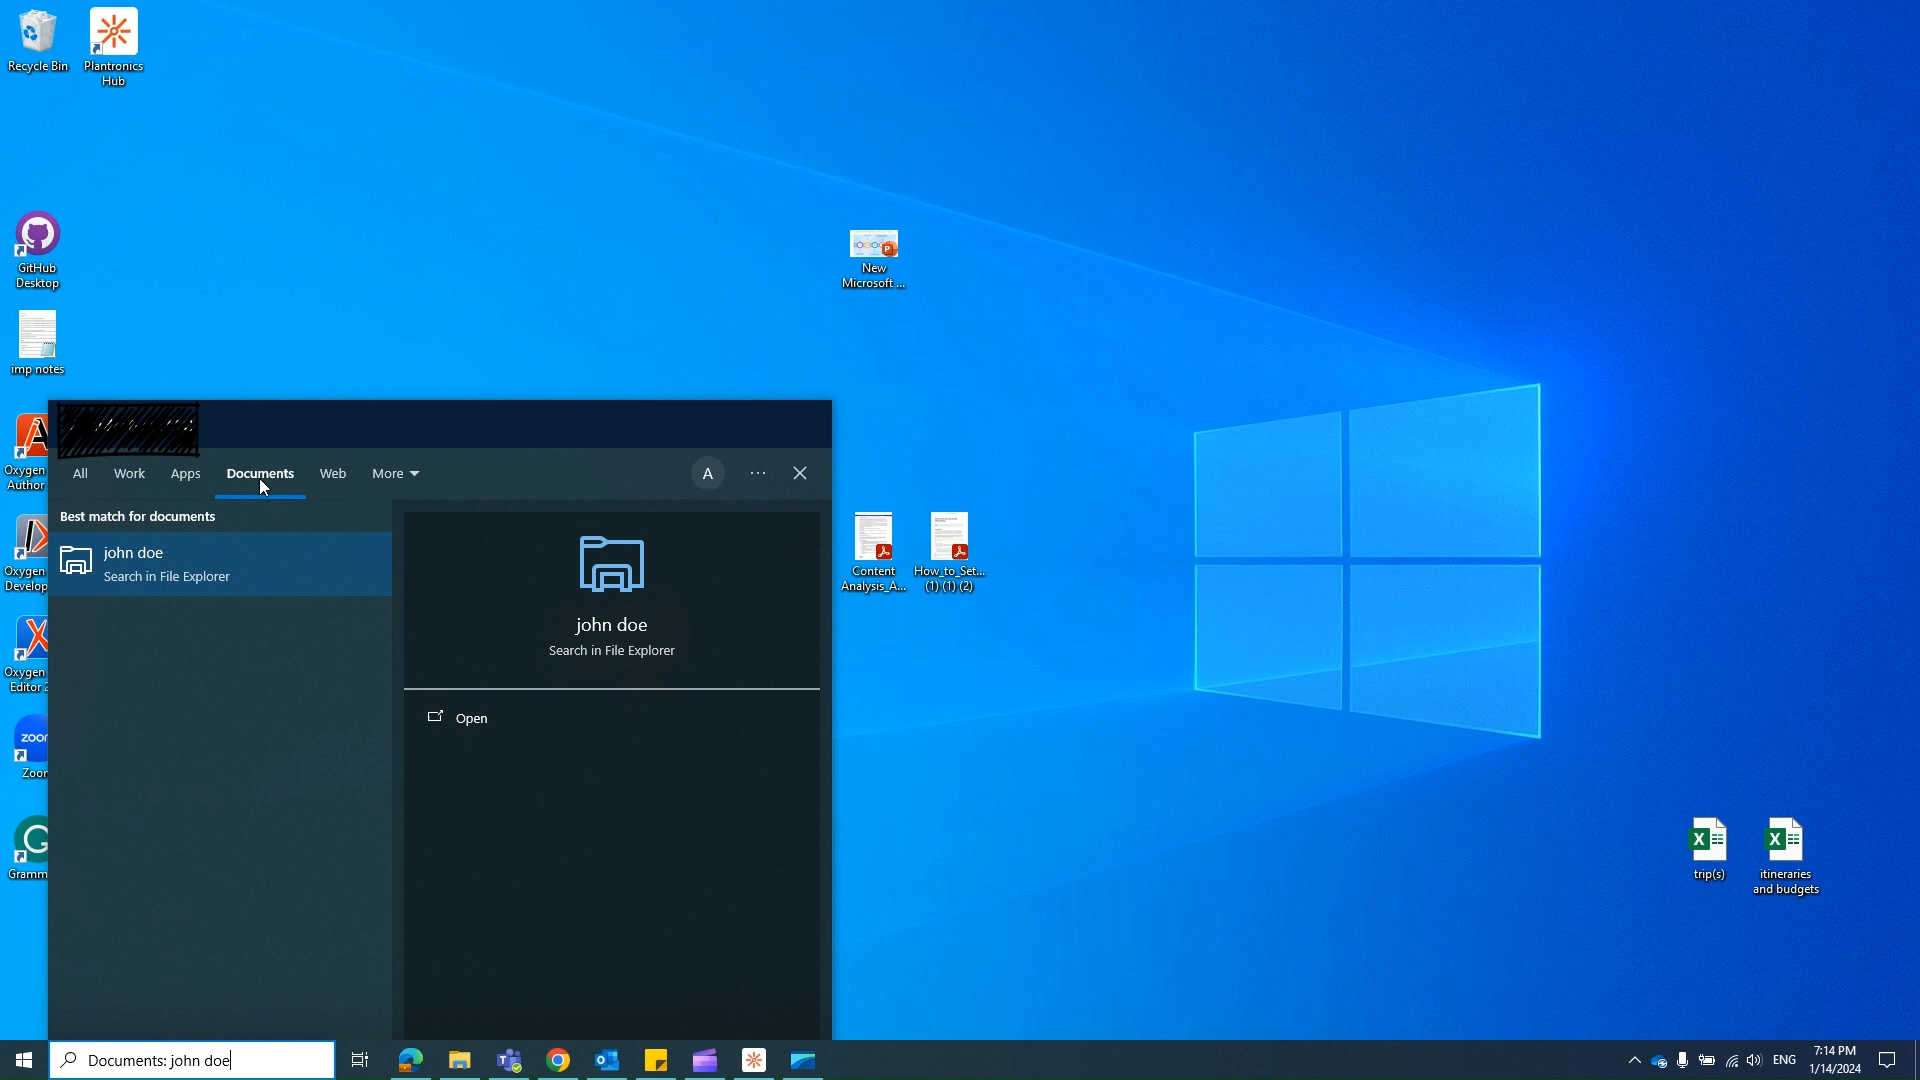 Recycle Bin
Plantronics
Hub
GitHub
Desktop
New
Microsoft ...
imp notes
Oxygen
Author
Oxygen
Develop
Oxygen
Editor
Zoo
Gramm
All
Work
Apps
Documents
Web
More
A
Best match for documents
john doe
Search in File Explorer
john doe
Search in File Explorer
Open
Content
Analysis_A...
How_to_Set...
(1) (1) (2)
trip(s)
itineraries
and budgets
Documents: john doe
ENG
7:14 PM
1/14/2024